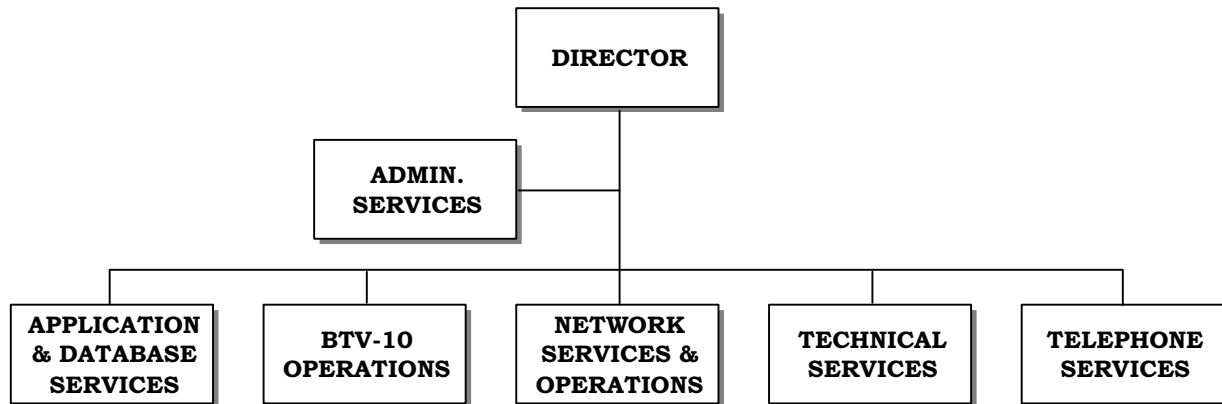 DIRECTOR
ADMIN.
SERVICES
APPLICATION
& DATABASE
SERVICES
BTV-10
OPERATIONS
NETWORK
SERVICES &
OPERATIONS
TECHNICAL
SERVICES
TELEPHONE
SERVICES